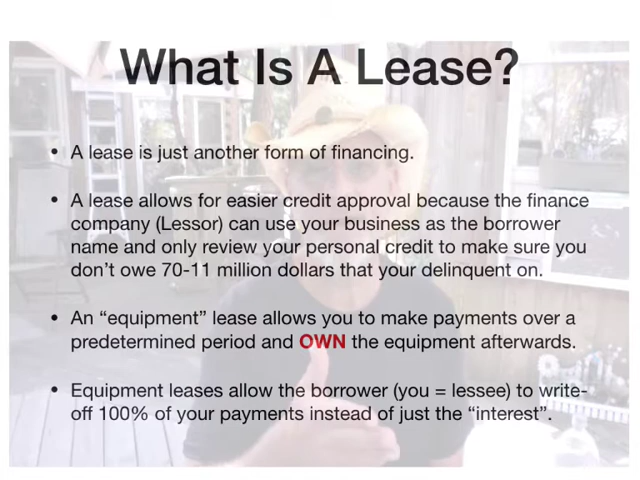 What Is A Lease?
• A lease is just another form of financing.
• A lease allows for easier credit approval because the finance
company (Lessor) can use your business as the borrower
name and only review your personal credit to make sure you
don’t owe 70-11 million dollars that your delinquent on.
• An “equipment” lease allows you to make payments over a
predetermined period and OWN the equipment afterwards.
• Equipment leases allow the borrower (you = lessee) to write-
off 100% of your payments instead of just the “interest”.